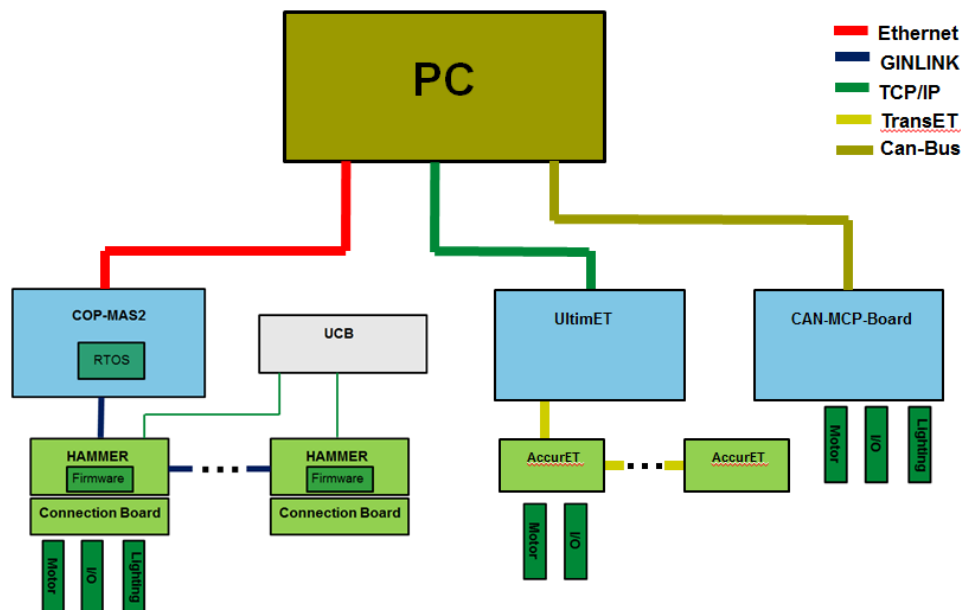 PC
Ethernet
GINLINK
TCP/IP
TransET
Can-Bus
COP-MAS2
RTOS
UCB
UltimET
CAN-MCP-Board
HAMMER
Firmware
Connection Board
HAMMER
Firmware
Connection Board
AccurET
AccurET
Motor
I/O
Lighting
Motor
I/O
Motor
I/O
Lighting